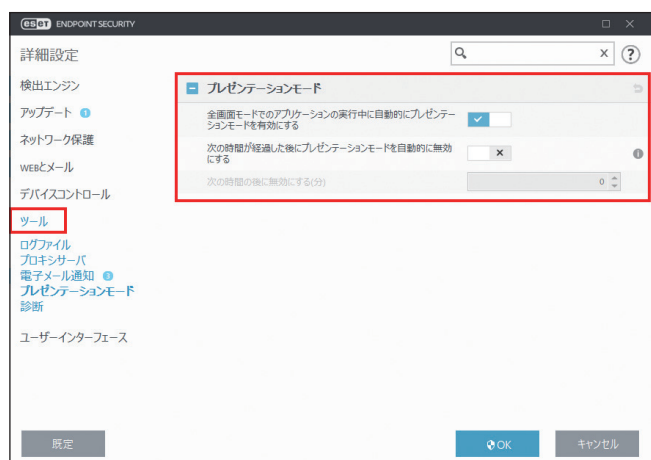 eset ENDPOINT SECURITY
詳細設定
?
検出エンジン
アップデート 1
ネットワーク保護
WEBとメール
デバイスコントロール
ツール
ログファイル
プロキシサーバ
電子メール通知 3
プレゼンテーションモード
診断
ユーザーインターフェース
プレゼンテーションモード
全画面モードでのアプリケーションの実行中に自動的にプレゼンテー
ションモードを有効にする
次の時間が経過した後にプレゼンテーションモードを自動的に無効
にする
次の時間の後に無効にする(分)
0
既定
OK
キャンセル